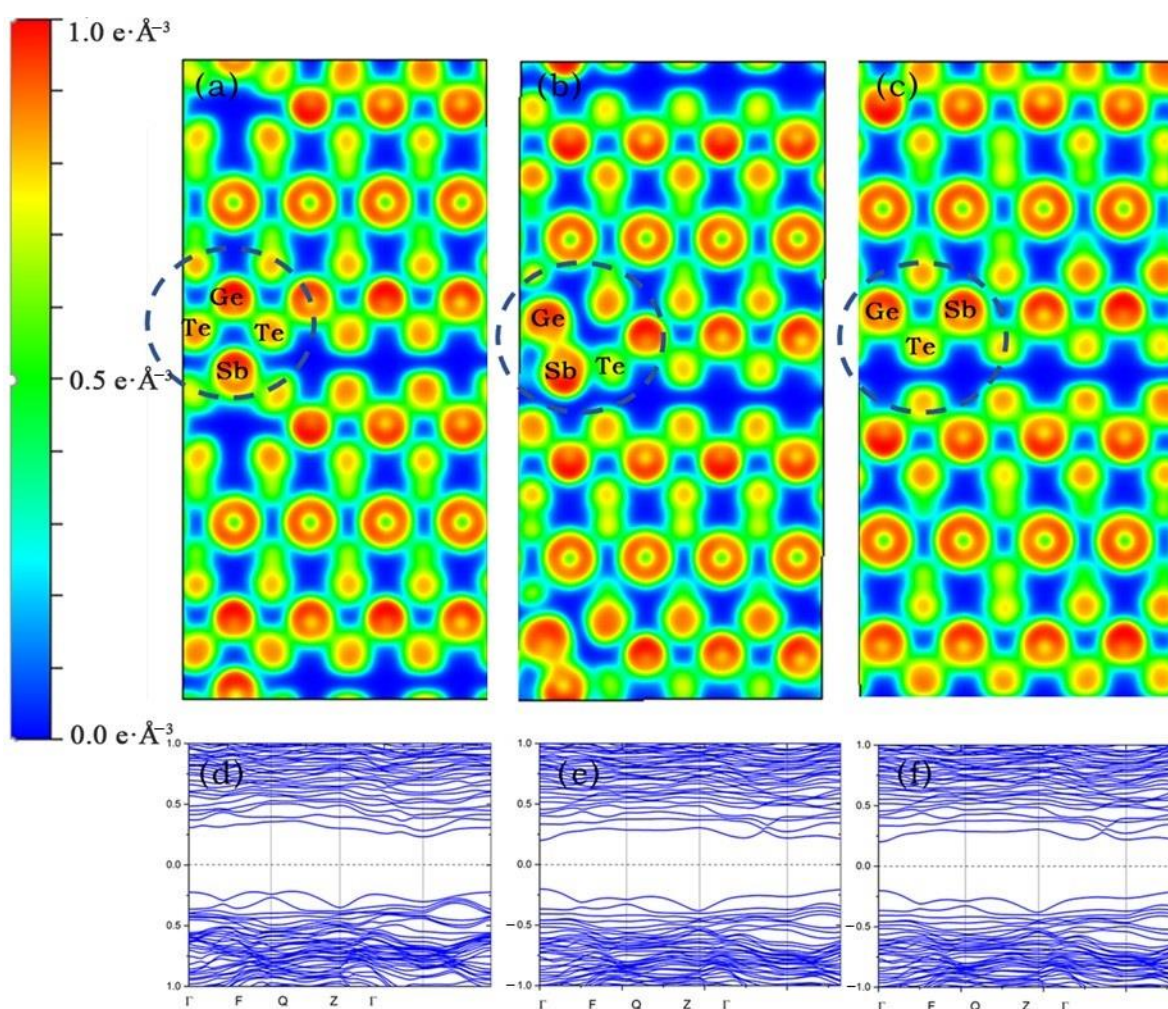 1.0 e·Å⁻³
0.5 e·Å⁻³
0.0 e·Å⁻³
(a)
Ge
Te Te
Sb
(b)
Ge
Sb Te
(c)
Ge Sb
Te
(d)
1.0
0.5
0.0
0.5
1.0
Γ F Q Z Γ
(e)
1.0
0.5
0.0
−0.5
−1.0
Γ F Q Z Γ
(f)
1.0
0.5
0.0
−0.5
−1.0
Γ F Q Z Γ